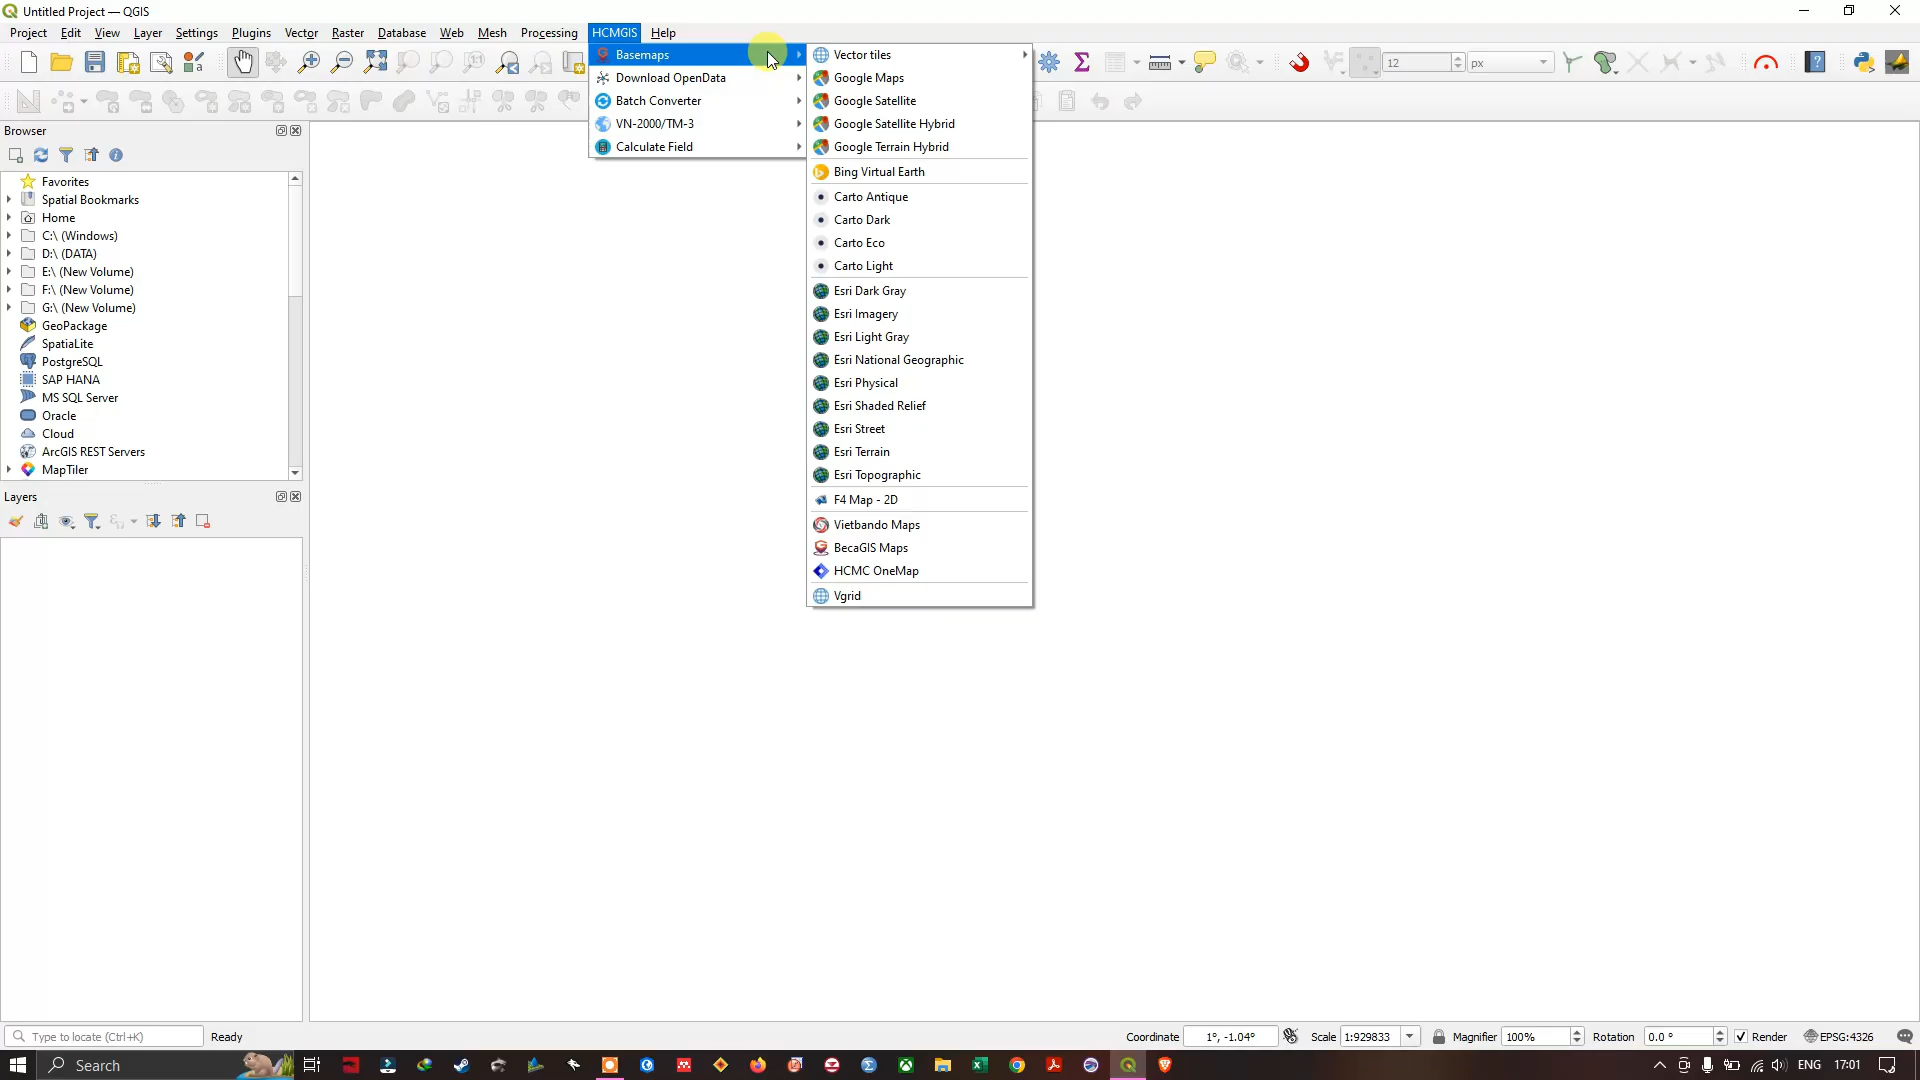 Untitled Project — QGIS
Project Edit View Layer Settings Plugins Vector Raster Database Web Mesh Processing HCMGIS Help
Basemaps
Download OpenData
Batch Converter
VN-2000/TM-3
Calculate Field
Vector tiles
Google Maps
Google Satellite
Google Satellite Hybrid
Google Terrain Hybrid
Bing Virtual Earth
Carto Antique
Carto Dark
Carto Eco
Carto Light
Esri Dark Gray
Esri Imagery
Esri Light Gray
Esri National Geographic
Esri Physical
Esri Shaded Relief
Esri Street
Esri Terrain
Esri Topographic
F4 Map - 2D
Vietbando Maps
BecaGIS Maps
HCMC OneMap
Vgrid
12 px
Browser
Favorites
Spatial Bookmarks
Home
C:\ (Windows)
D:\ (DATA)
E:\ (New Volume)
F:\ (New Volume)
G:\ (New Volume)
GeoPackage
SpatiaLite
PostgreSQL
SAP HANA
MS SQL Server
Oracle
Cloud
ArcGIS REST Servers
MapTiler
Layers
Type to locate (Ctrl+K) Ready Coordinate 1°, -1.04° Scale 1:929833 Magnifier 100% Rotation 0.0 ° Render EPSG:4326
Search ENG 17:01